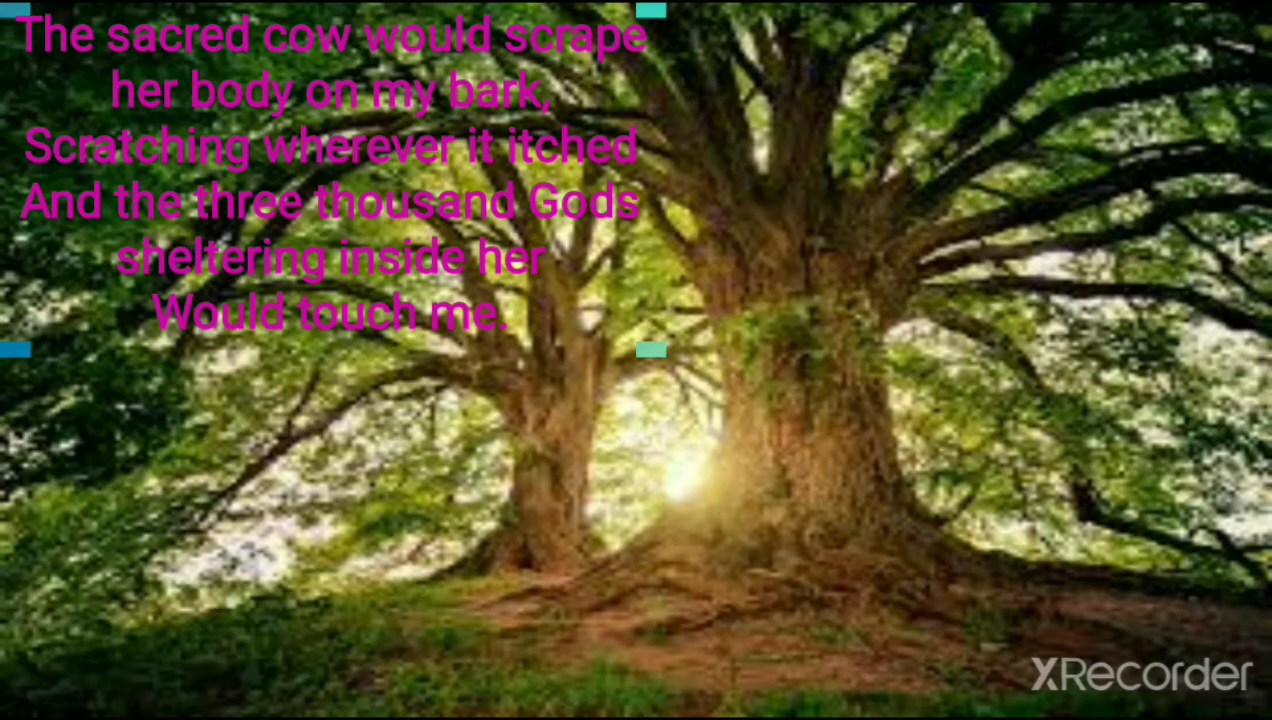 The sacred cow would scrape
her body on my bark,
Scratching wherever it itched
And the three thousand Gods
sheltering inside her
Would touch me.
XRecorder